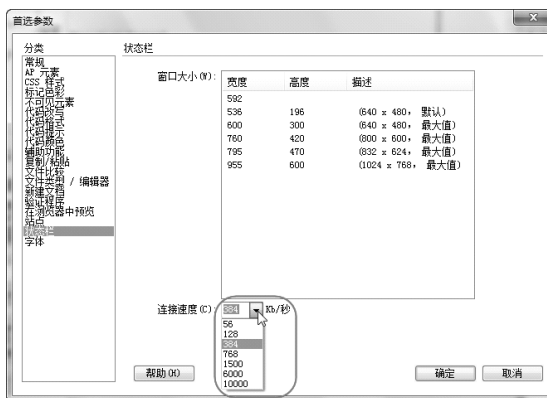 首选参数
分类
状态栏
常规
AP 元素
CSS 样式
标记色彩
不可见元素
代码改写
代码格式
代码提示
代码颜色
辅助功能
复制/粘贴
文件比较
文件类型 / 编辑器
新建文档
验证程序
在浏览器中预览
站点
状态栏
字体
窗口大小(W):
宽度 高度 描述
592
536 196 (640 x 480, 默认)
600 300 (640 x 480, 最大值)
760 420 (800 x 600, 最大值)
795 470 (832 x 624, 最大值)
955 600 (1024 x 768, 最大值)
连接速度(C): 384 Kb/秒
56
128
384
768
1500
6000
10000
帮助(H) 确定 取消